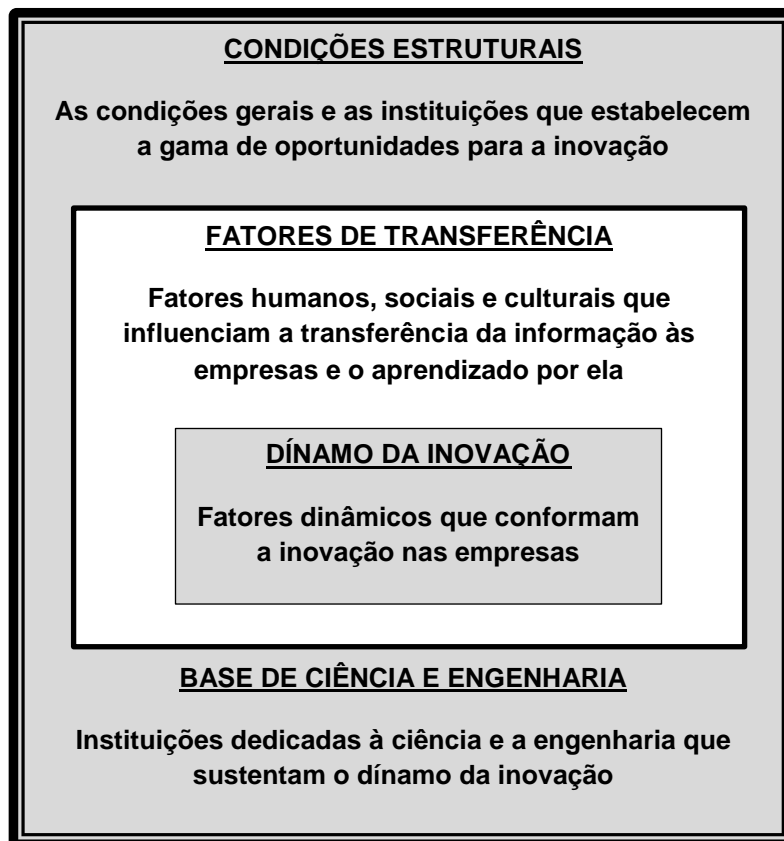 CONDIÇÕES ESTRUTURAIS
As condições gerais e as instituições que estabelecem
a gama de oportunidades para a inovação
FATORES DE TRANSFERÊNCIA
Fatores humanos, sociais e culturais que
influenciam a transferência da informação às
empresas e o aprendizado por ela
DÍNAMO DA INOVAÇÃO
Fatores dinâmicos que conformam
a inovação nas empresas
BASE DE CIÊNCIA E ENGENHARIA
Instituições dedicadas à ciência e a engenharia que
sustentam o dínamo da inovação